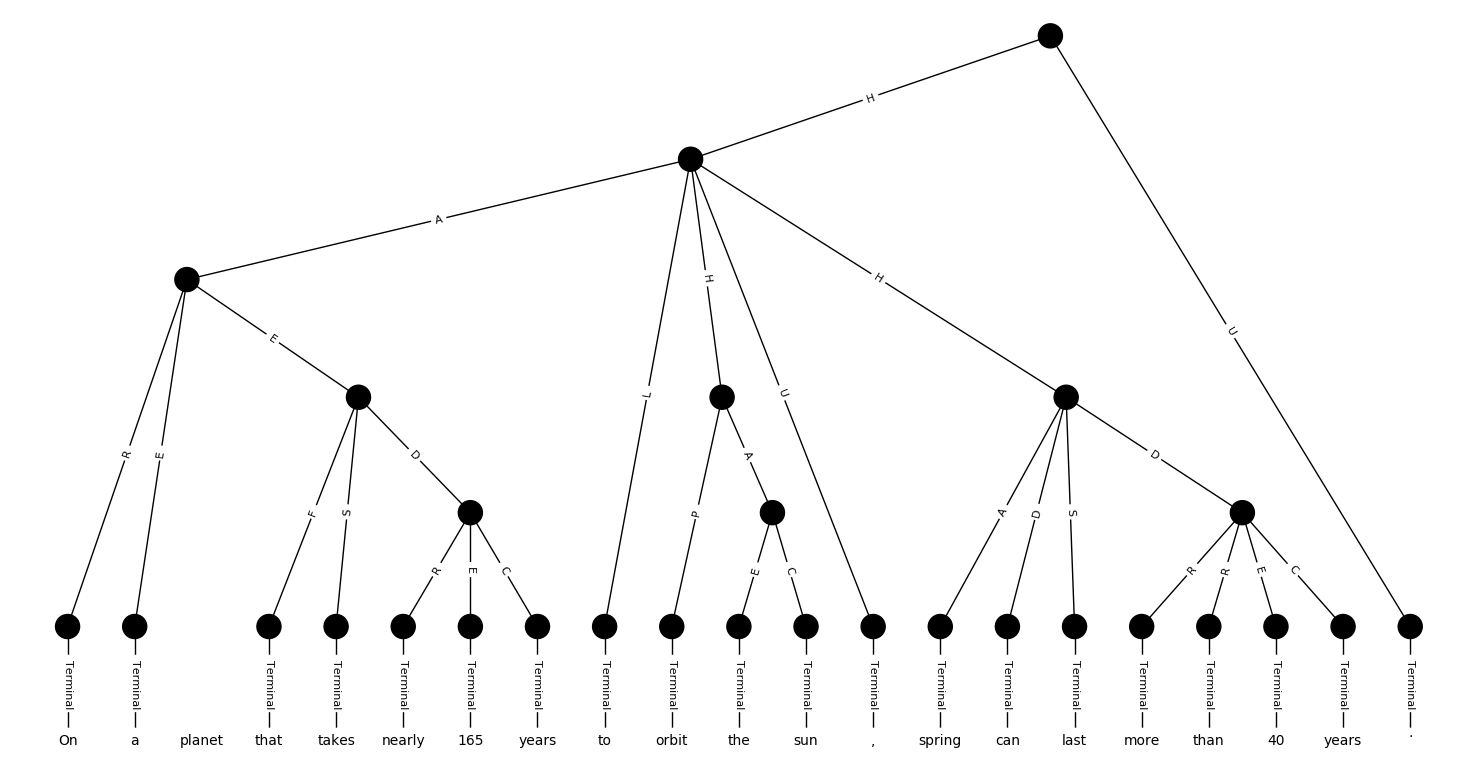 H
A
H
H
U
E
L
U
R
E
F
S
D
P
A
A
D
S
D
R
E
C
E
C
R
R
E
C
Terminal Terminal Terminal Terminal Terminal Terminal Terminal Terminal Terminal Terminal Terminal Terminal Terminal Terminal Terminal Terminal Terminal Terminal Terminal Terminal
On a planet that takes nearly 165 years to orbit the sun , spring can last more than 40 years .